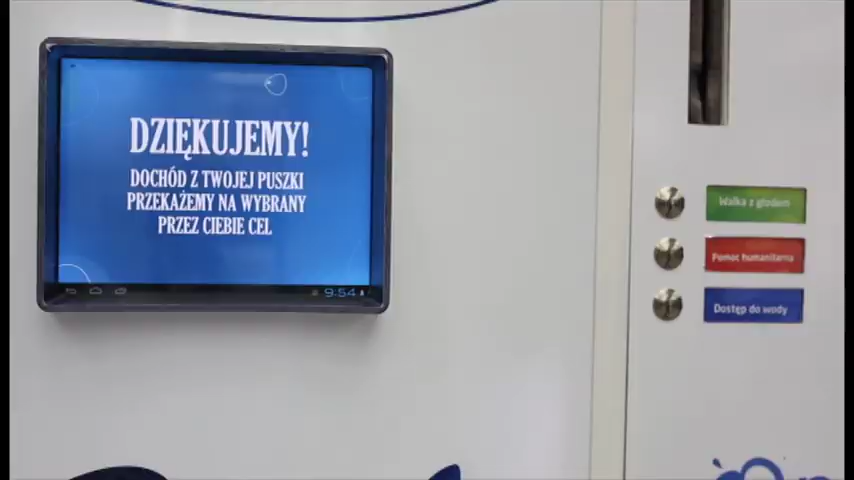 DZIĘKUJEMY!
DOCHÓD Z TWOJEJ PUSZKI
PRZEKAŻEMY NA WYBRANY
PRZEZ CIEBIE CEL
9:54
Walka z głodem
Pomoc humanitarna
Dostęp do wody